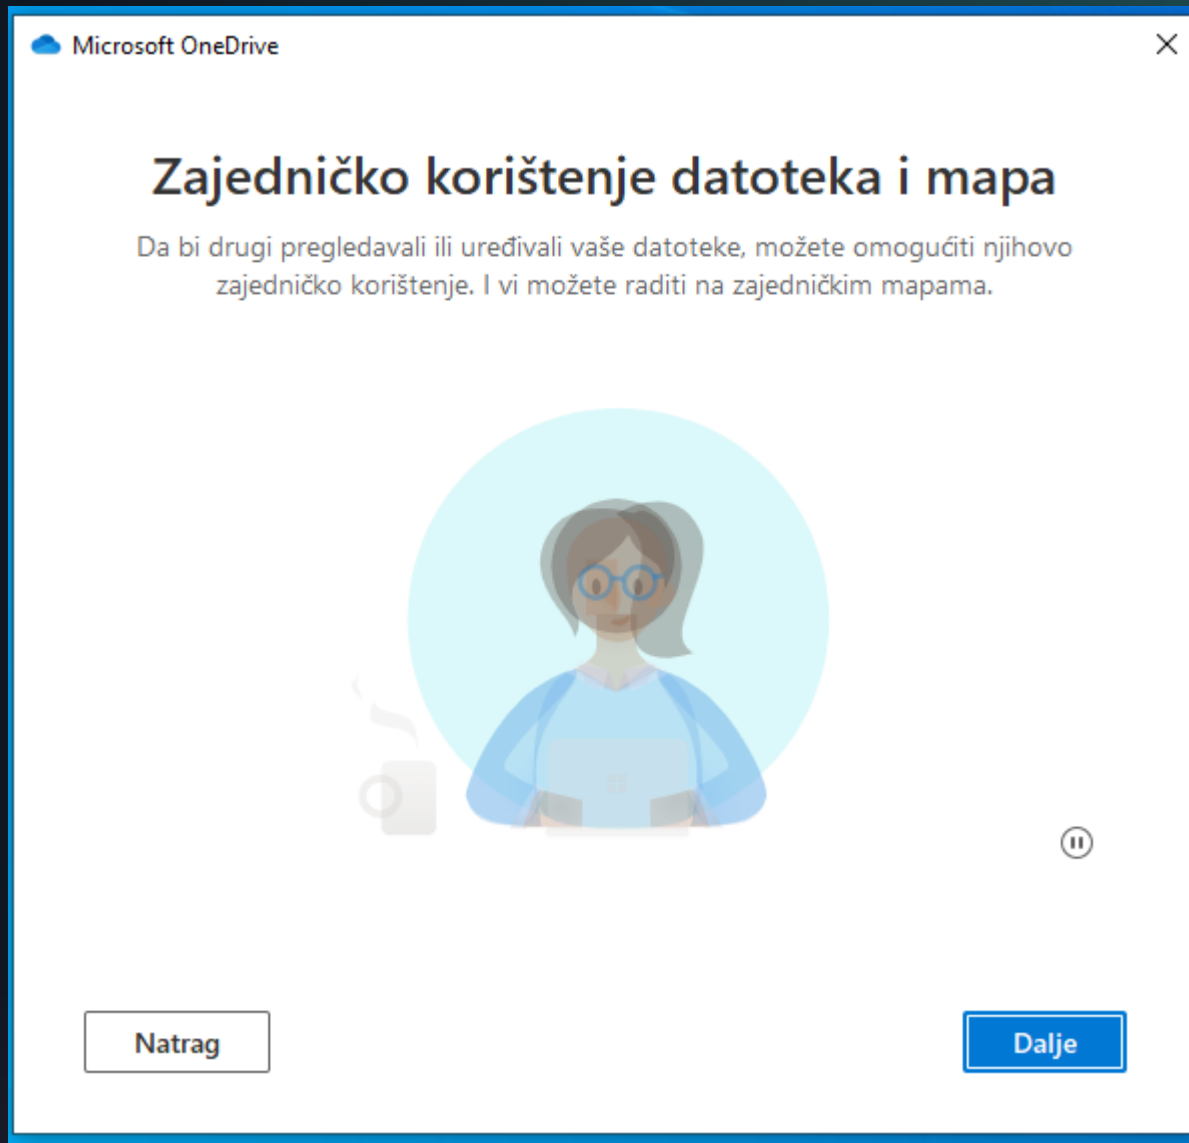 Microsoft OneDrive
Zajedničko korištenje datoteka i mapa
Da bi drugi pregledavali ili uređivali vaše datoteke, možete omogućiti njihovo
zajedničko korištenje. I vi možete raditi na zajedničkim mapama.
Natrag
Dalje